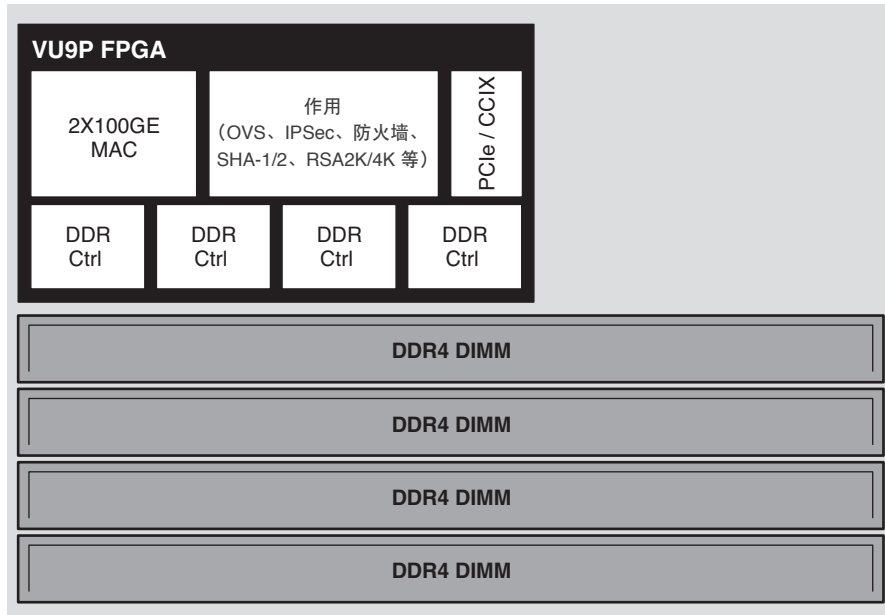 VU9P FPGA
2X100GE
MAC
作用
（OVS、IPSec、防火墙、
SHA-1/2、RSA2K/4K 等）
PCIe / CCIX
DDR
Ctrl
DDR
Ctrl
DDR
Ctrl
DDR
Ctrl
DDR4 DIMM
DDR4 DIMM
DDR4 DIMM
DDR4 DIMM